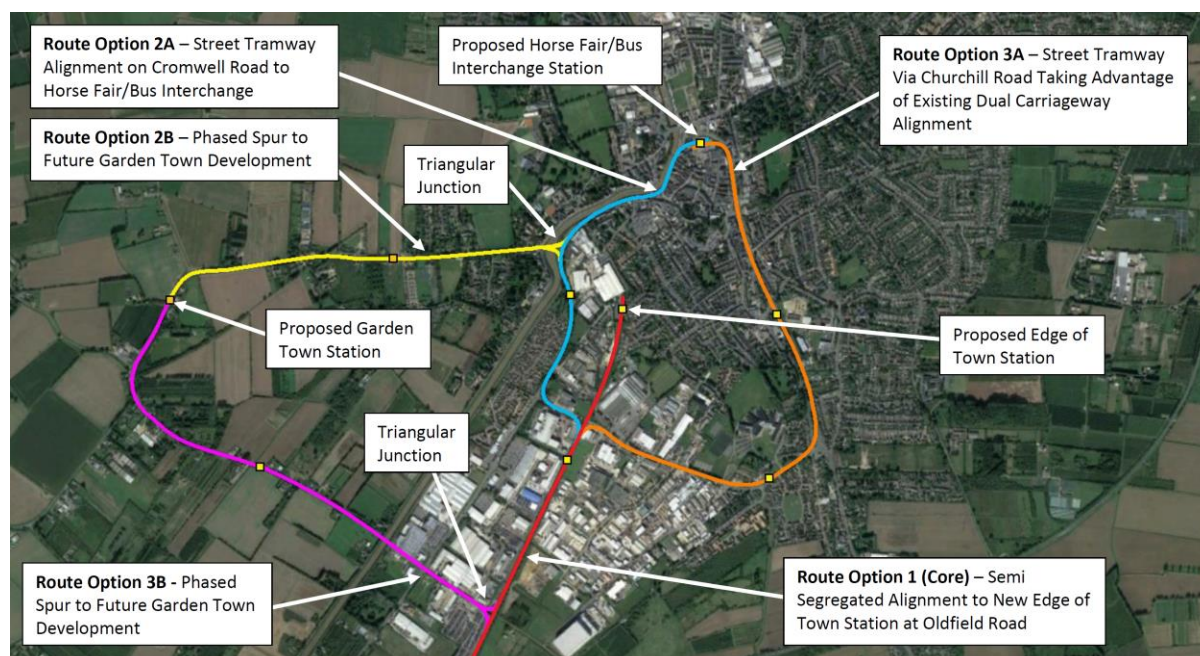 Route Option 2A – Street Tramway
Alignment on Cromwell Road to
Horse Fair/Bus Interchange
Proposed Horse Fair/Bus
Interchange Station
Route Option 3A – Street Tramway
Via Churchill Road Taking Advantage
of Existing Dual Carriageway
Alignment
Route Option 2B – Phased Spur to
Future Garden Town Development
Triangular
Junction
Proposed Garden
Town Station
Proposed Edge of
Town Station
Triangular
Junction
Route Option 3B - Phased
Spur to Future Garden Town
Development
Route Option 1 (Core) – Semi
Segregated Alignment to New Edge of
Town Station at Oldfield Road